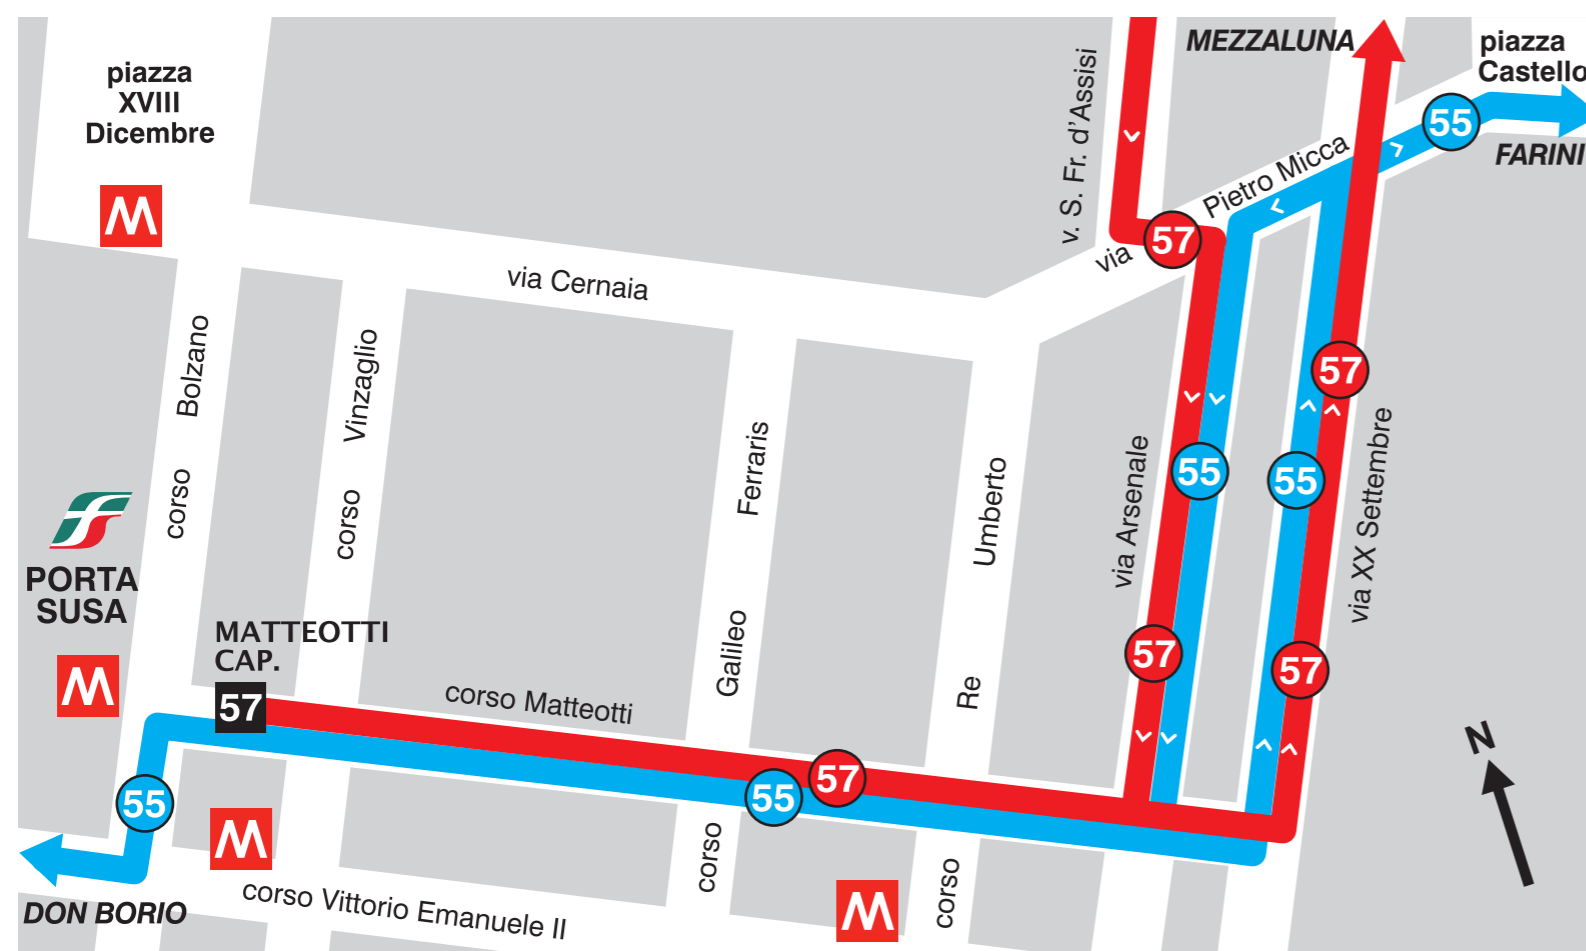 piazza
XVIII
Dicembre
M
v. S. Fr. d'Assisi
MEZZALUNA
piazza
Castello
55
FARINI
via Pietro Micca
57
via Cernaia
corso Bolzano
corso Vinzaglio
corso Galileo Ferraris
corso Re Umberto
via Arsenale
via XX Settembre
57
55
55
57
57
PORTA
SUSA
M
MATTEOTTI
CAP.
57
corso Matteotti
55
57
55
M
M
corso Vittorio Emanuele II
DON BORIO
N